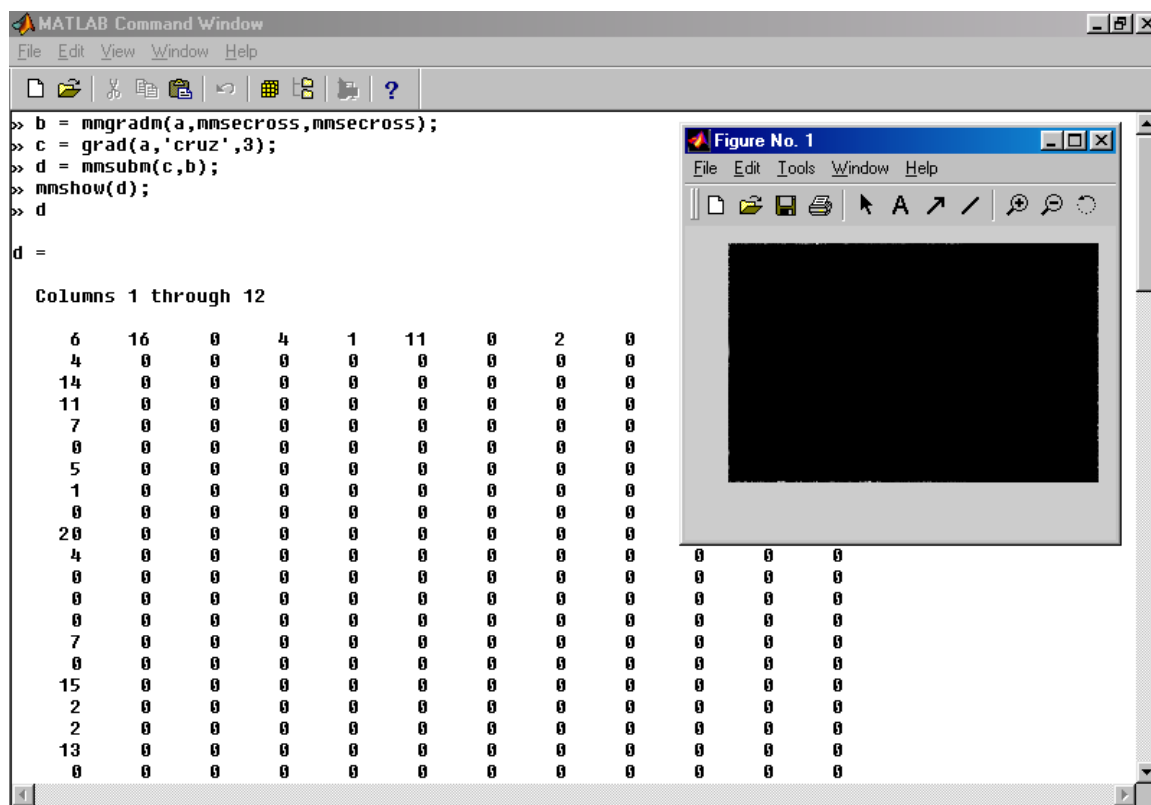 MATLAB Command Window
File Edit View Window Help
» b = mmgradm(a,mmsecross,mmsecross);
» c = grad(a,'cruz',3);
» d = mmsubm(c,b);
» mmshow(d);
» d
d =
Columns 1 through 12
6 16 0 4 1 11 0 2 0
4 0 0 0 0 0 0 0 0
14 0 0 0 0 0 0 0 0
11 0 0 0 0 0 0 0 0
7 0 0 0 0 0 0 0 0
0 0 0 0 0 0 0 0 0
5 0 0 0 0 0 0 0 0
1 0 0 0 0 0 0 0 0
0 0 0 0 0 0 0 0 0
20 0 0 0 0 0 0 0 0
4 0 0 0 0 0 0 0 0 0 0 0
0 0 0 0 0 0 0 0 0 0 0 0
0 0 0 0 0 0 0 0 0 0 0 0
0 0 0 0 0 0 0 0 0 0 0 0
7 0 0 0 0 0 0 0 0 0 0 0
0 0 0 0 0 0 0 0 0 0 0 0
15 0 0 0 0 0 0 0 0 0 0 0
2 0 0 0 0 0 0 0 0 0 0 0
2 0 0 0 0 0 0 0 0 0 0 0
13 0 0 0 0 0 0 0 0 0 0 0
0 0 0 0 0 0 0 0 0 0 0 0
Figure No. 1
File Edit Tools Window Help
A